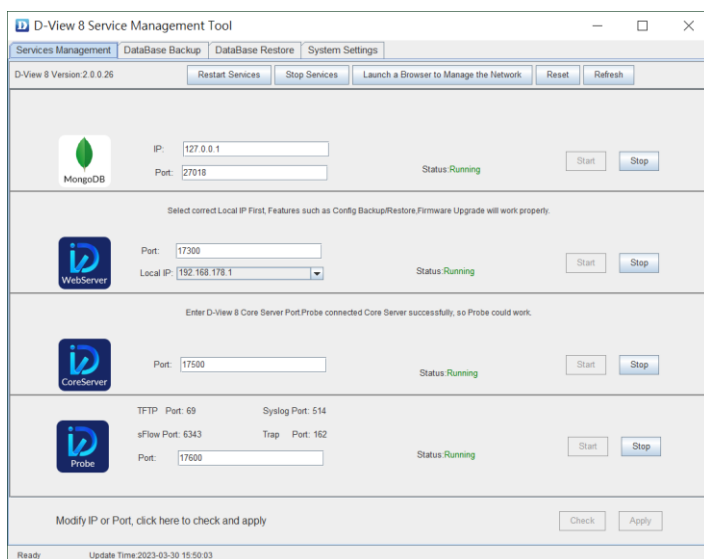 D-View 8 Service Management Tool
Services Management DataBase Backup DataBase Restore System Settings
D-View 8 Version:2.0.0.26 Restart Services Stop Services Launch a Browser to Manage the Network Reset Refresh
IP: 127.0.0.1
Port: 27018
Status:Running Start Stop
MongoDB
Select correct Local IP First, Features such as Config Backup/Restore,Firmware Upgrade will work properly.
Port: 17300
Local IP: 192.168.178.1
Status:Running Start Stop
WebServer
Enter D-View 8 Core Server Port.Probe connected Core Server successfully, so Probe could work.
Port: 17500
Status:Running Start Stop
CoreServer
TFTP Port: 69 Syslog Port: 514
sFlow Port: 6343 Trap Port: 162
Port: 17600
Status:Running Start Stop
Probe
Modify IP or Port, click here to check and apply Check Apply
Ready Update Time:2023-03-30 15:50:03